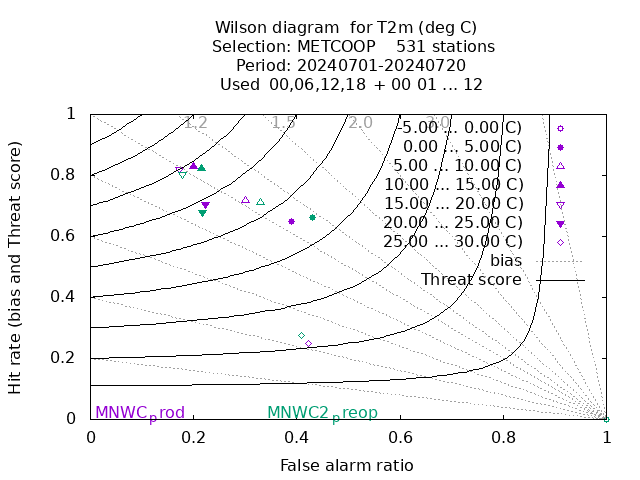 Wilson diagram  for T2m (deg C)
Selection: METCOOP    531 stations
Period: 20240701-20240720
Used  00,06,12,18  + 00 01 ... 12
Hit rate (bias and Threat score)
1
0.8
0.6
0.4
0.2
0
1.2
1.5
2.0
3.0
-5.00 ... 0.00 C)
0.00 ... 5.00 C)
5.00 ... 10.00 C)
10.00 ... 15.00 C)
15.00 ... 20.00 C)
20.00 ... 25.00 C)
25.00 ... 30.00 C)
bias
Threat score
MNWCprod
MNWC2preop
0
0.2
0.4
0.6
0.8
1
False alarm ratio